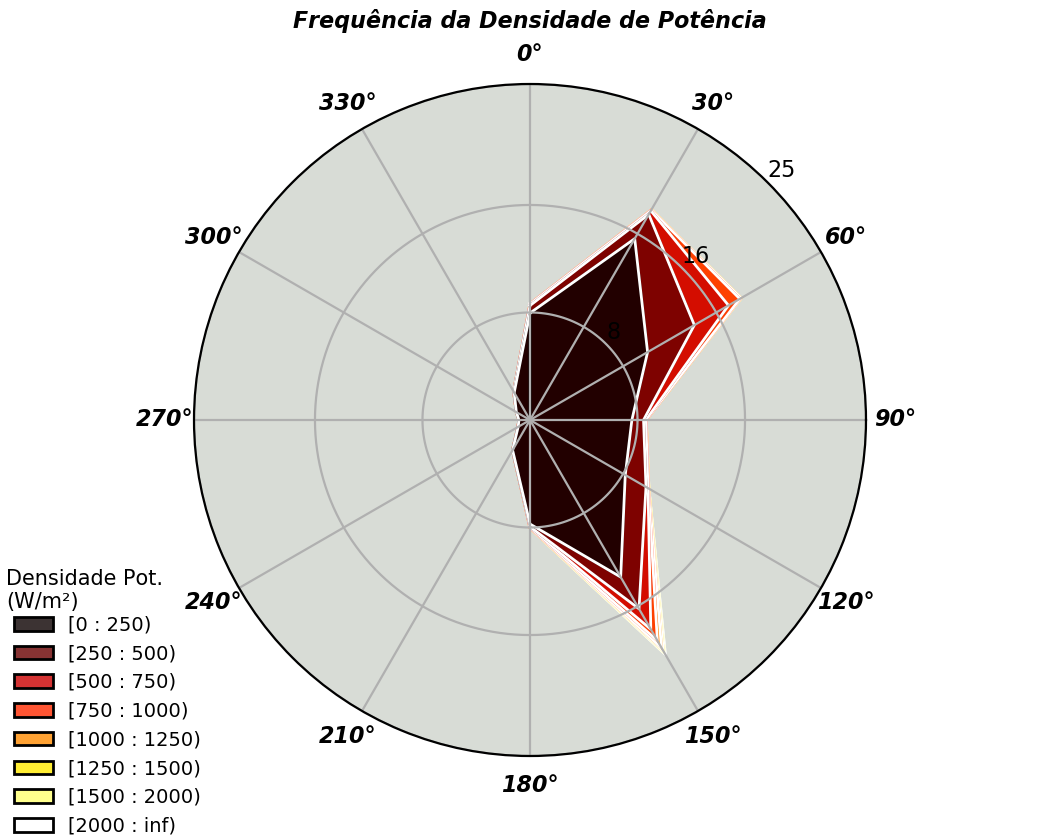 Frequência da Densidade de Potência
0°
330°
30°
25
300°
60°
16
8
270°
90°
240°
120°
210°
150°
180°
Densidade Pot.
(W/m²)
[0 : 250)
[250 : 500)
[500 : 750)
[750 : 1000)
[1000 : 1250)
[1250 : 1500)
[1500 : 2000)
[2000 : inf)